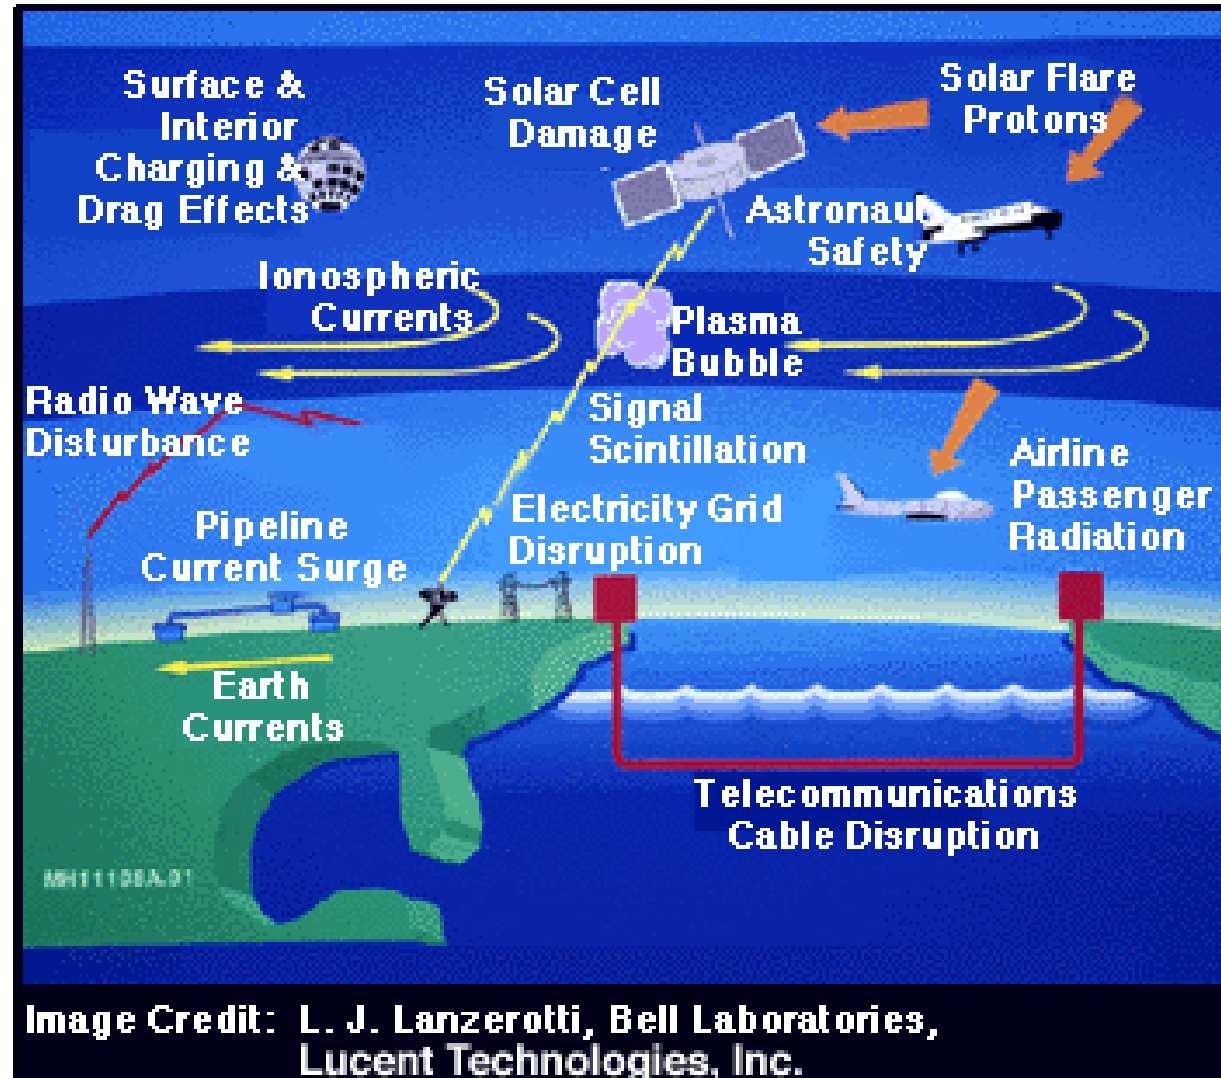 Surface &
Interior
Charging &
Drag Effects
Solar Cell
Damage
Solar Flare
Protons
Astronaut
Safety
Ionospheric
Currents
Plasma
Bubble
Radio Wave
Disturbance
Signal
Scintillation
Airline
Passenger
Radiation
Electricity Grid
Disruption
Pipeline
Current Surge
Earth
Currents
Telecommunications
Cable Disruption
Image Credit: L. J. Lanzerotti, Bell Laboratories,
Lucent Technologies, Inc.